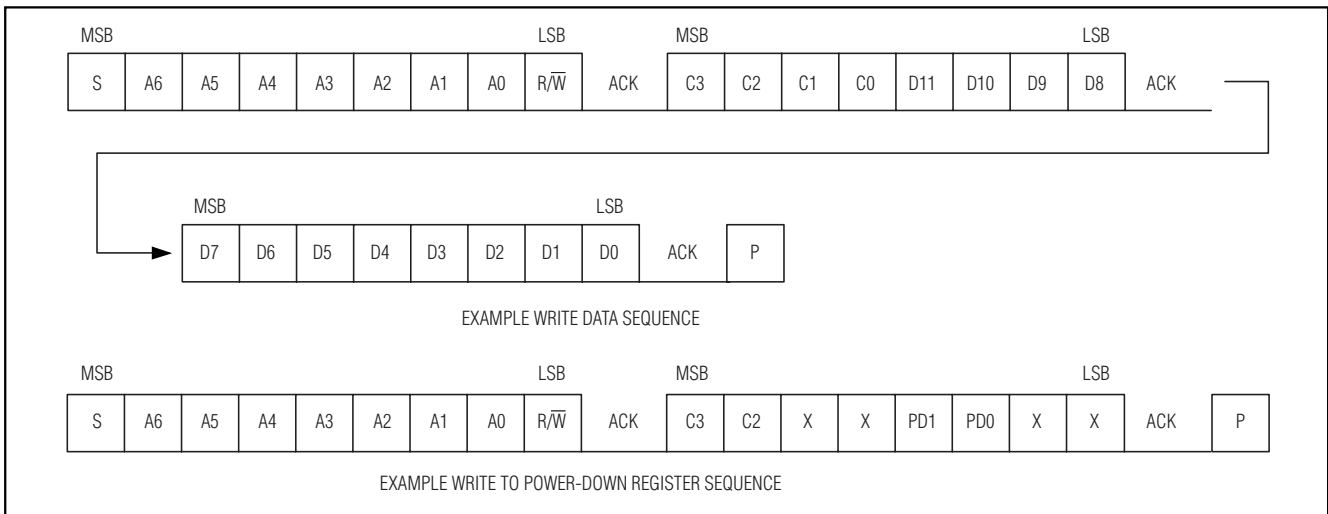 MSB LSB MSB LSB
S A6 A5 A4 A3 A2 A1 A0 R/W̅ ACK C3 C2 C1 C0 D11 D10 D9 D8 ACK
MSB LSB
D7 D6 D5 D4 D3 D2 D1 D0 ACK P
EXAMPLE WRITE DATA SEQUENCE
MSB LSB MSB LSB
S A6 A5 A4 A3 A2 A1 A0 R/W̅ ACK C3 C2 X X PD1 PD0 X X ACK P
EXAMPLE WRITE TO POWER-DOWN REGISTER SEQUENCE